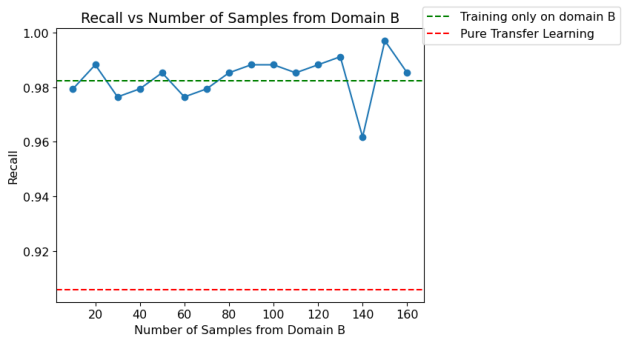 Recall vs Number of Samples from Domain B
Training only on domain B
Pure Transfer Learning
1.00
0.98
0.96
0.94
0.92
Recall
20 40 60 80 100 120 140 160
Number of Samples from Domain B